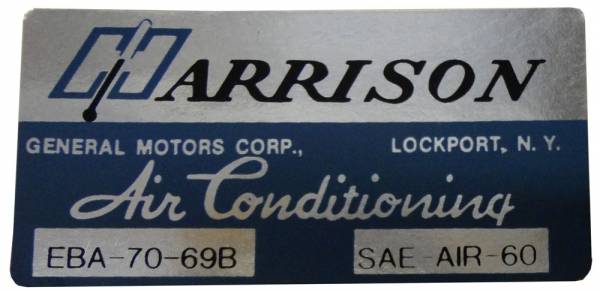 HARRISON
GENERAL MOTORS CORP., LOCKPORT, N. Y.
Air Conditioning
EBA-70-69B SAE-AIR-60